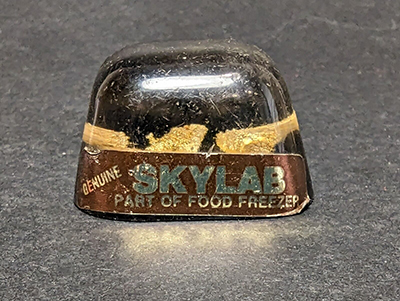 GENUINE
SKYLAB
PART OF FOOD FREEZER